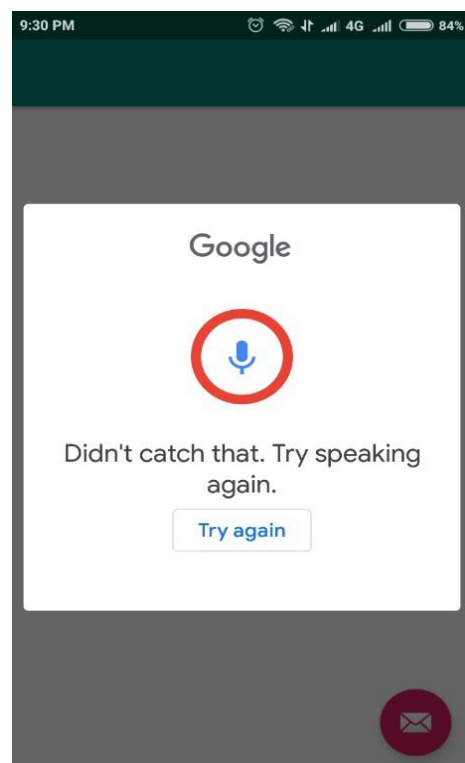 9:30 PM 4G 84%
Google
Didn't catch that. Try speaking
again.
Try again